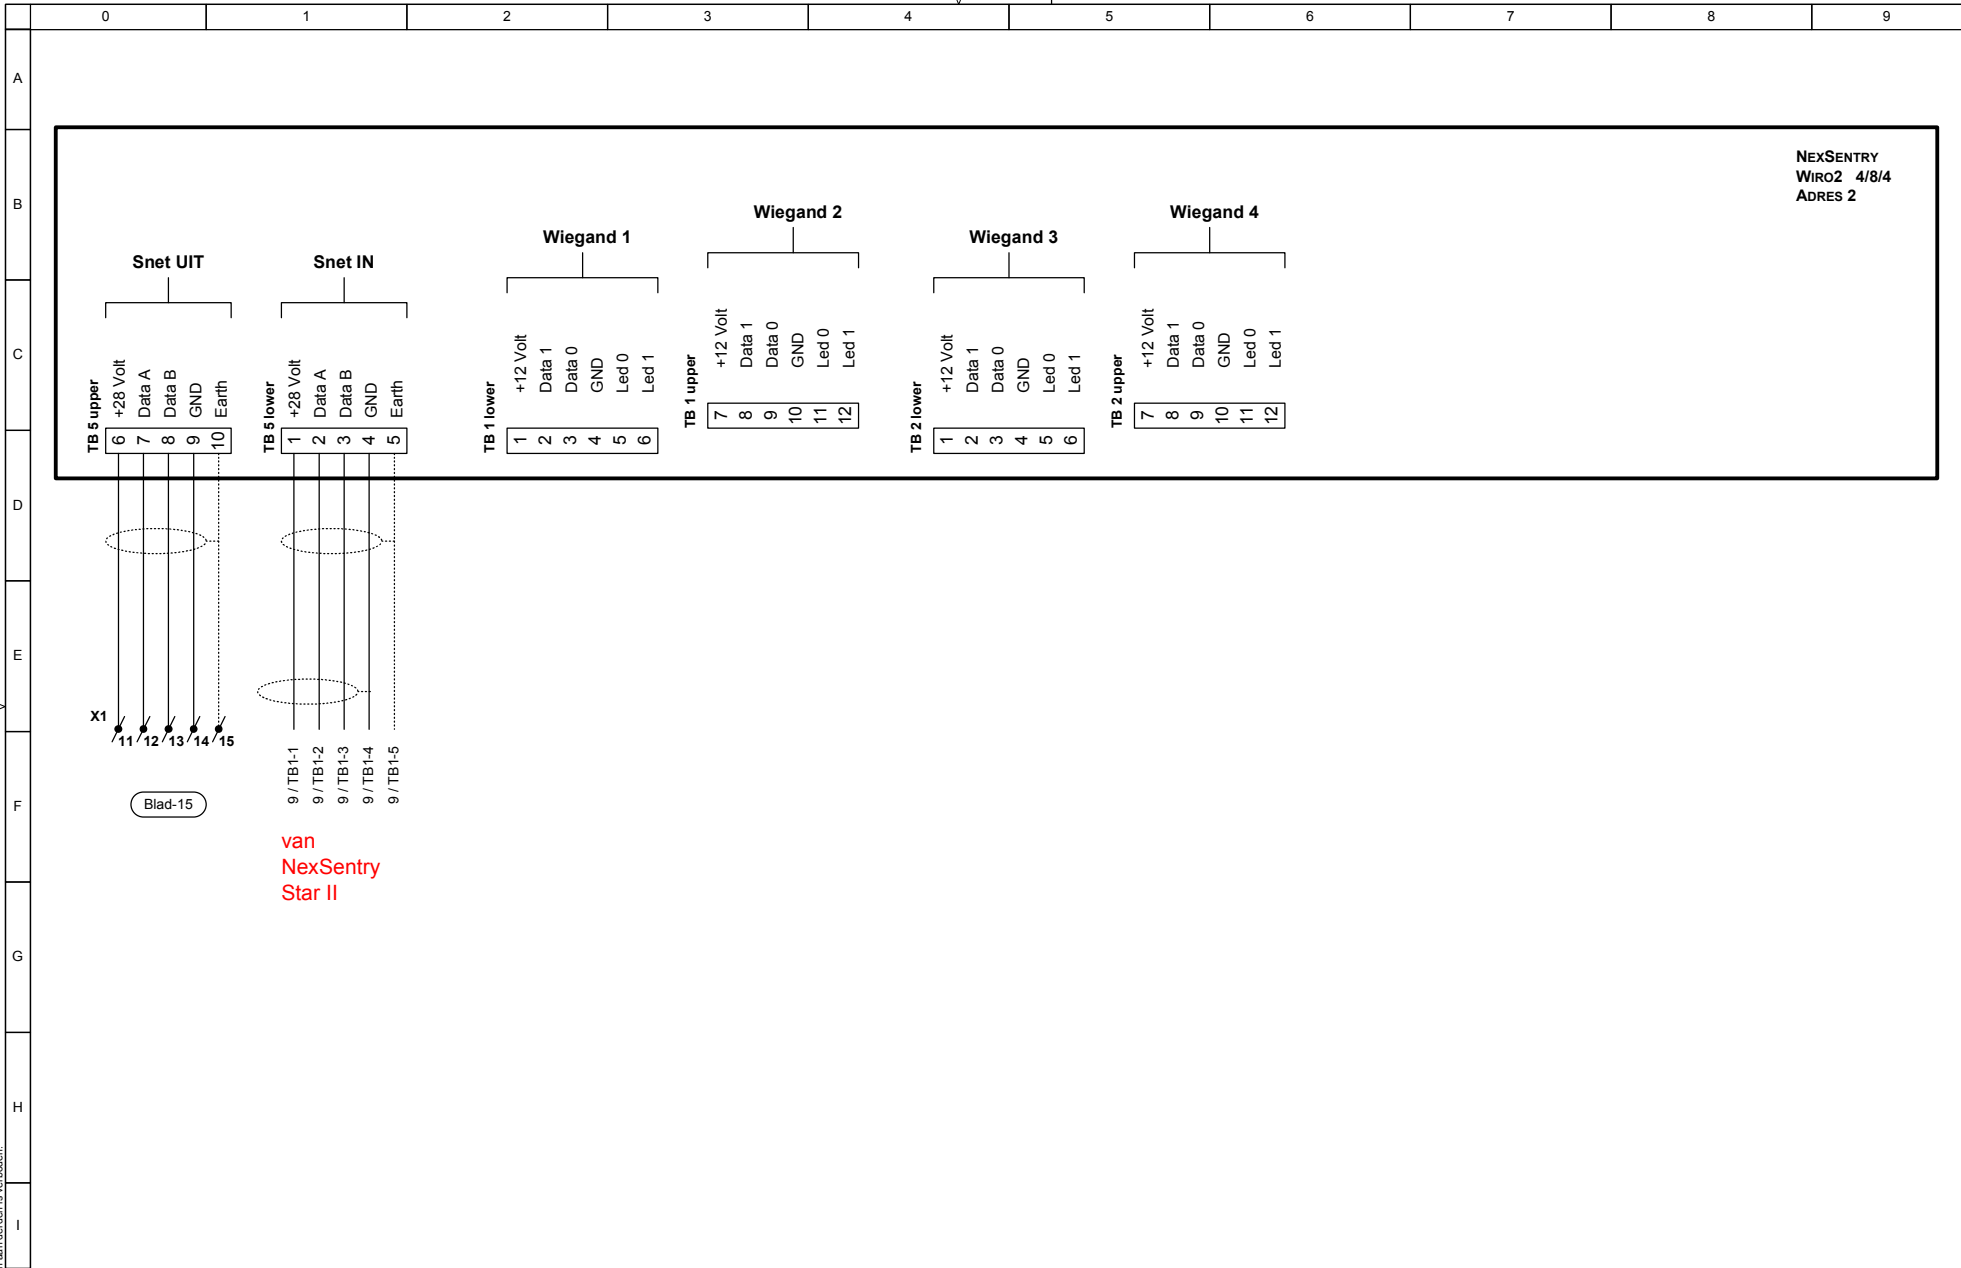 0 1 2 3 4 5 6 7 8 9
A
B
C
D
E
F
G
H
I
NEXSENTRY
WIRO2 4/8/4
ADRES 2
Snet UIT
TB 5 upper
+28 Volt
Data A
Data B
GND
Earth
6 7 8 9 10
Snet IN
TB 5 lower
+28 Volt
Data A
Data B
GND
Earth
1 2 3 4 5
Wiegand 1
TB 1 lower
+12 Volt
Data 1
Data 0
GND
Led 0
Led 1
1 2 3 4 5 6
Wiegand 2
TB 1 upper
+12 Volt
Data 1
Data 0
GND
Led 0
Led 1
7 8 9 10 11 12
Wiegand 3
TB 2 lower
+12 Volt
Data 1
Data 0
GND
Led 0
Led 1
1 2 3 4 5 6
Wiegand 4
TB 2 upper
+12 Volt
Data 1
Data 0
GND
Led 0
Led 1
7 8 9 10 11 12
X1
11 12 13 14 15
Blad-15
9 / TB1-1
9 / TB1-2
9 / TB1-3
9 / TB1-4
9 / TB1-5
van
NexSentry
Star II